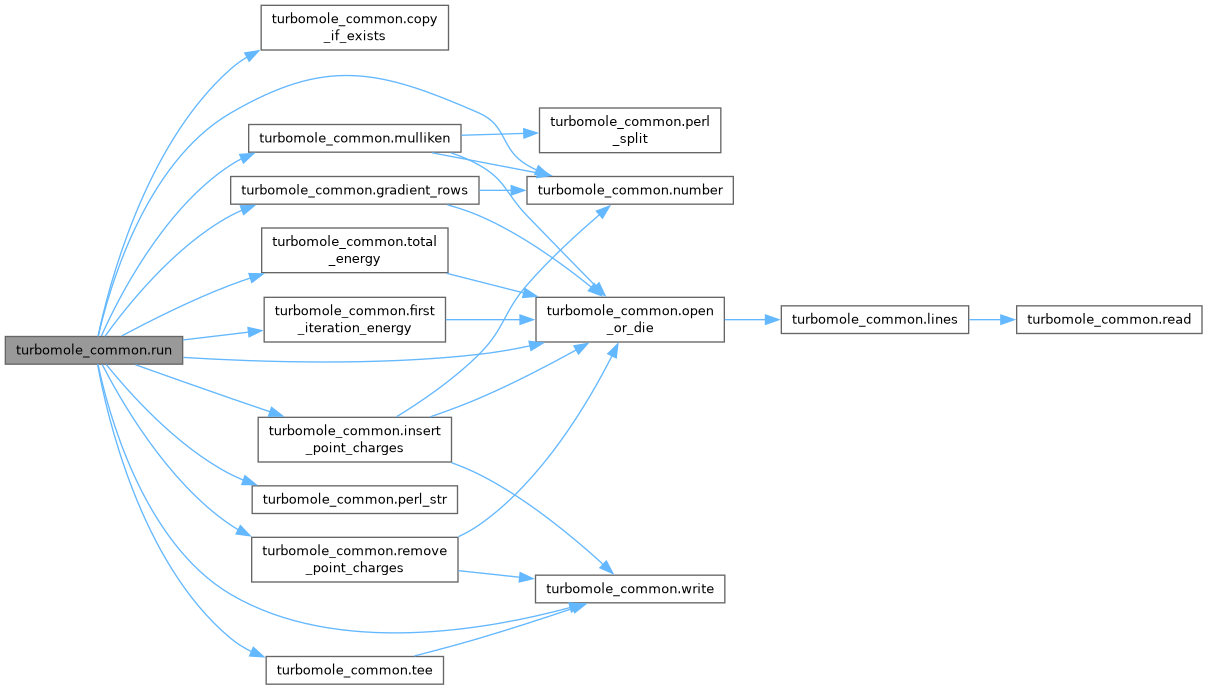 turbomole_common.copy
_if_exists
turbomole_common.perl
_split
turbomole_common.mulliken
turbomole_common.number
turbomole_common.gradient_rows
turbomole_common.total
_energy
turbomole_common.first
_iteration_energy
turbomole_common.open
_or_die
turbomole_common.lines
turbomole_common.read
turbomole_common.run
turbomole_common.insert
_point_charges
turbomole_common.perl_str
turbomole_common.remove
_point_charges
turbomole_common.write
turbomole_common.tee